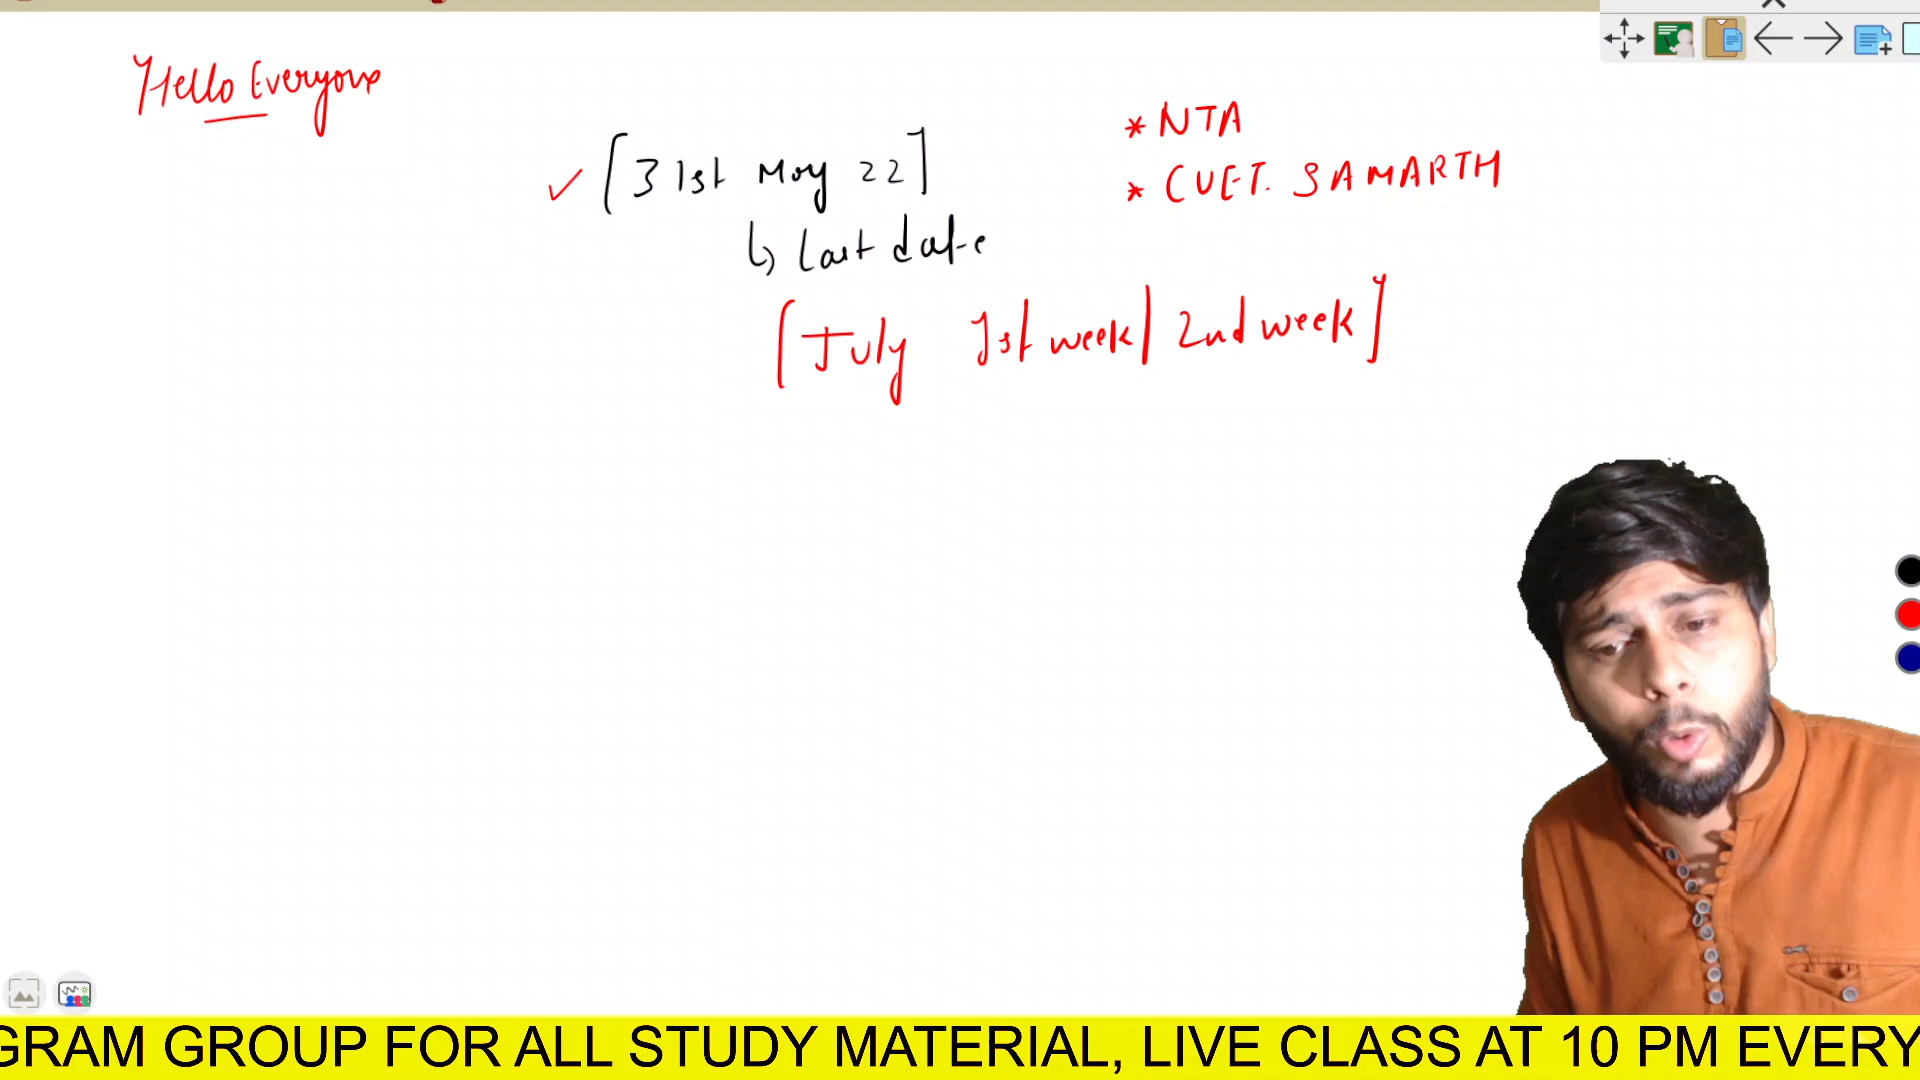 Hello Everyone
[31st May 22]
↳ Last date
* NTA
* CUET. SAMARTH
[July 1st week/2nd week]
GRAM GROUP FOR ALL STUDY MATERIAL, LIVE CLASS AT 10 PM EVERY